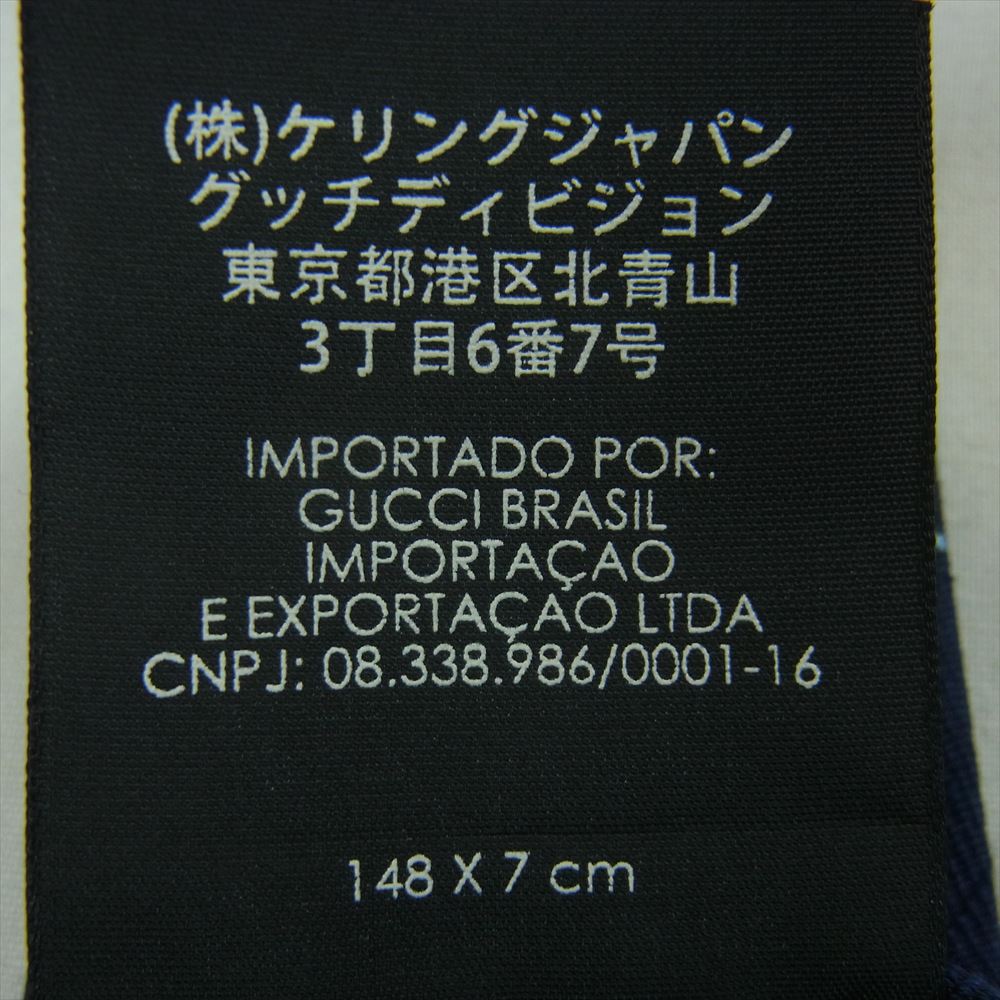 (株)ケリングジャパン
グッチディビジョン
東京都港区北青山
3丁目6番7号
IMPORTADO POR:
GUCCI BRASIL
IMPORTAÇAO
E EXPORTAÇAO LTDA
CNPJ: 08.338.986/0001-16
148 X 7 cm